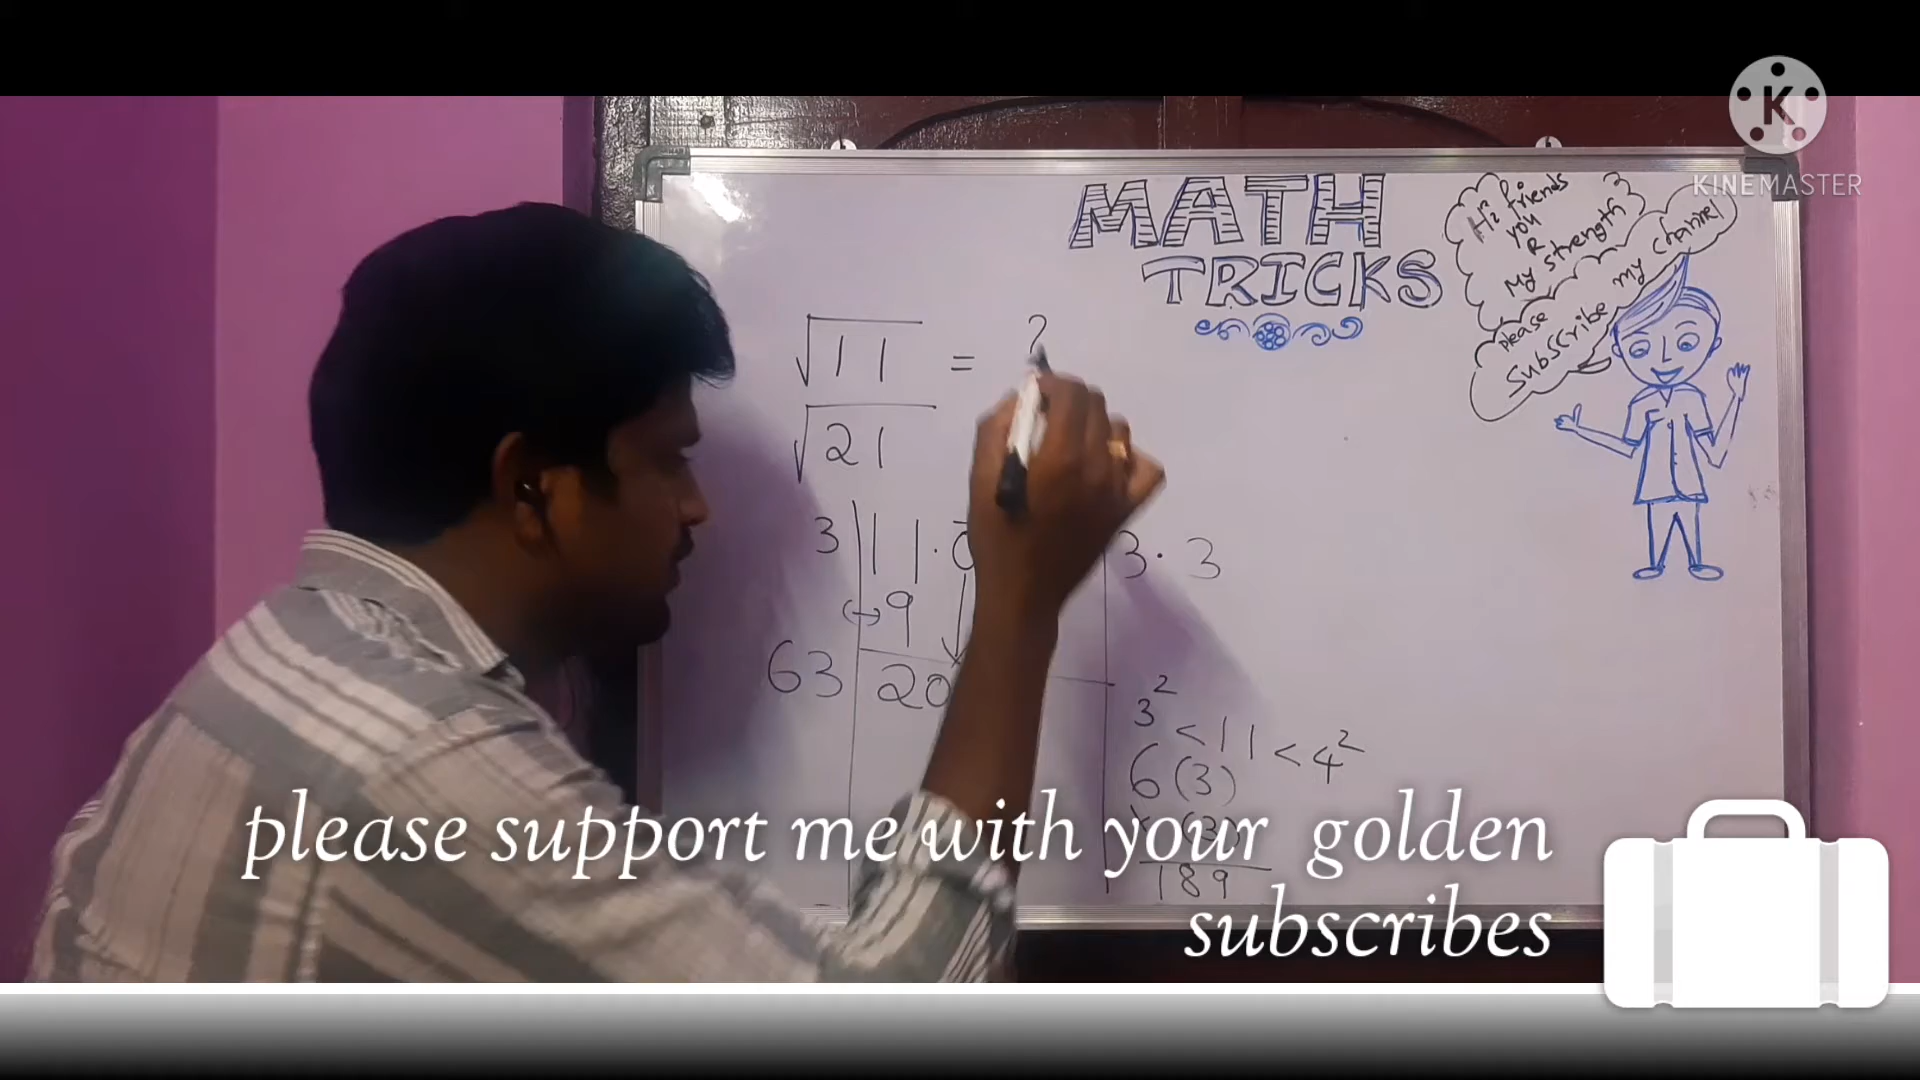 K
KINEMASTER
MATH
TRICKS
Hi friends
you
R
My strength
please
subscribe my channel
√11 = ?
√21
3 11.0 3.3
9
63 20
3² < 11 < 4²
6(3)
(3)
189
please support me with your golden
subscribes